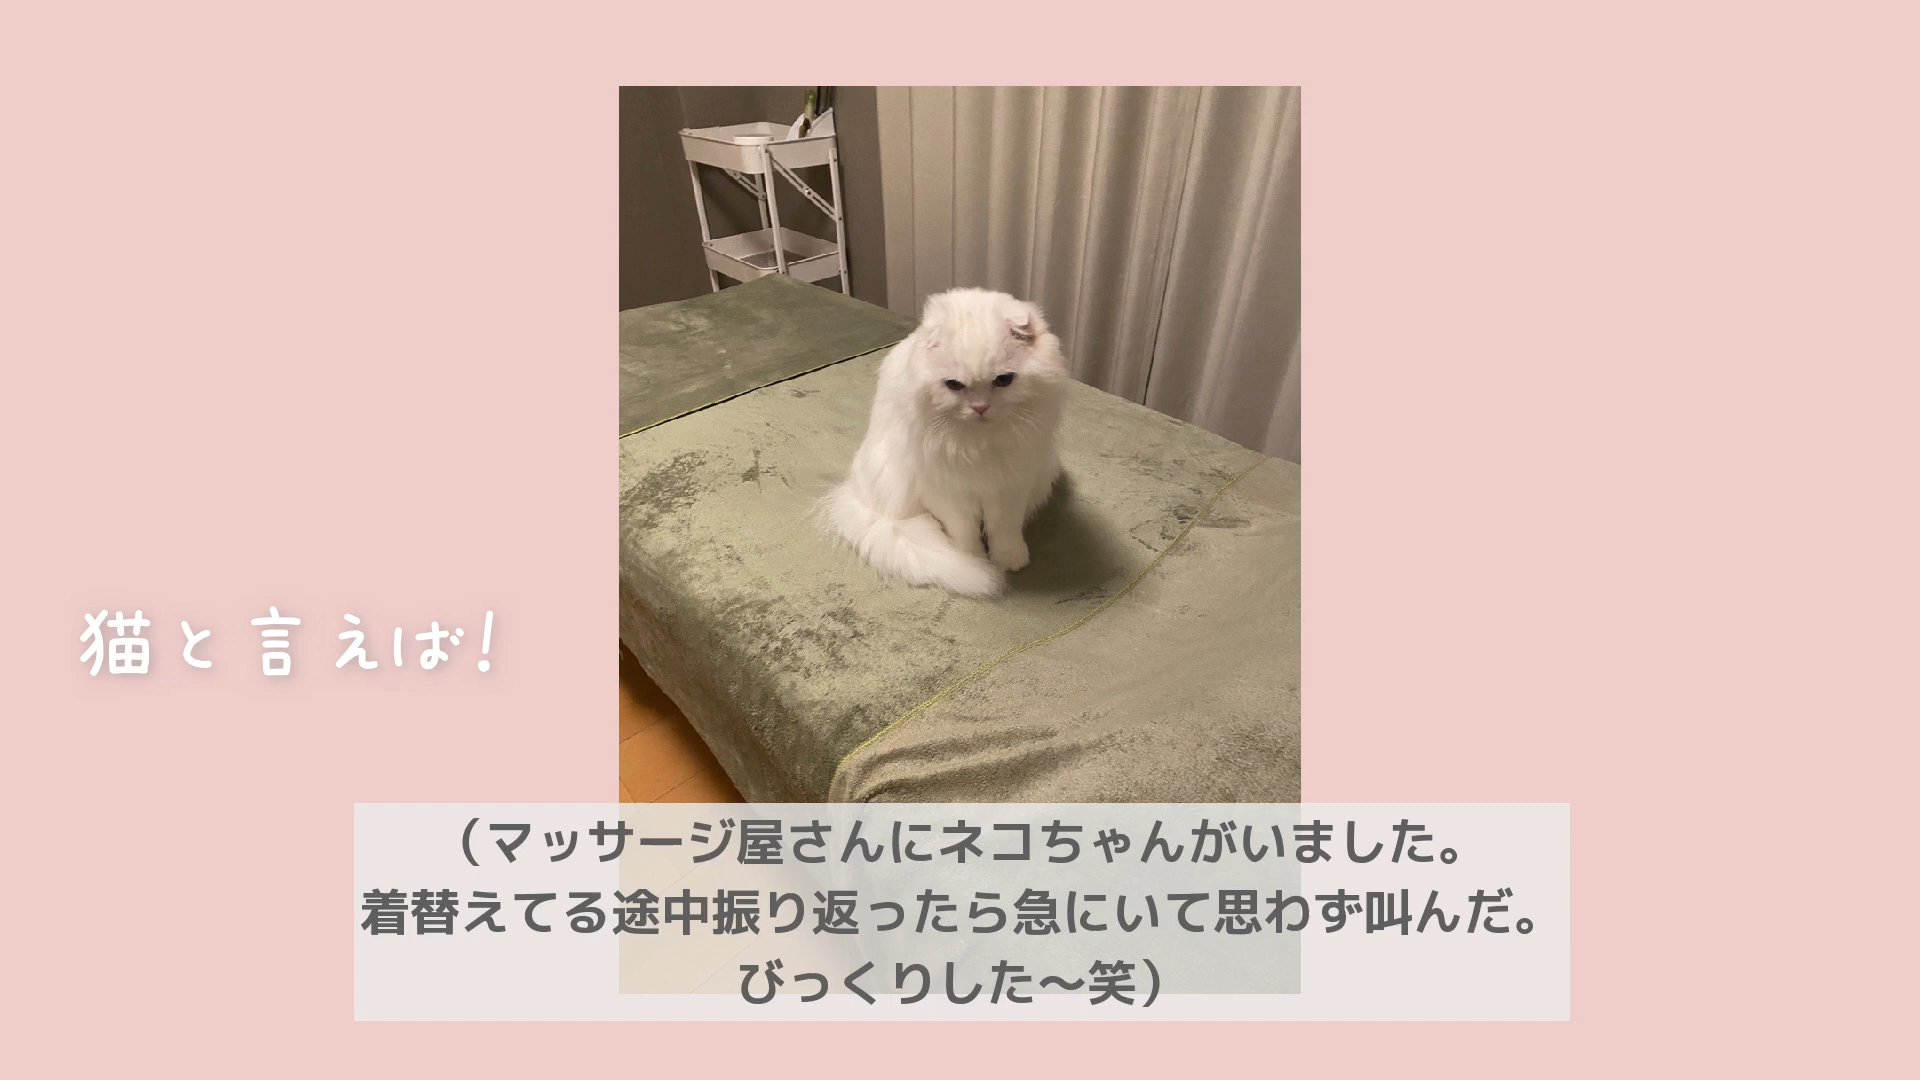 猫と言えば!
（マッサージ屋さんにネコちゃんがいました。
着替えてる途中振り返ったら急にいて思わず叫んだ。
びっくりした〜笑）